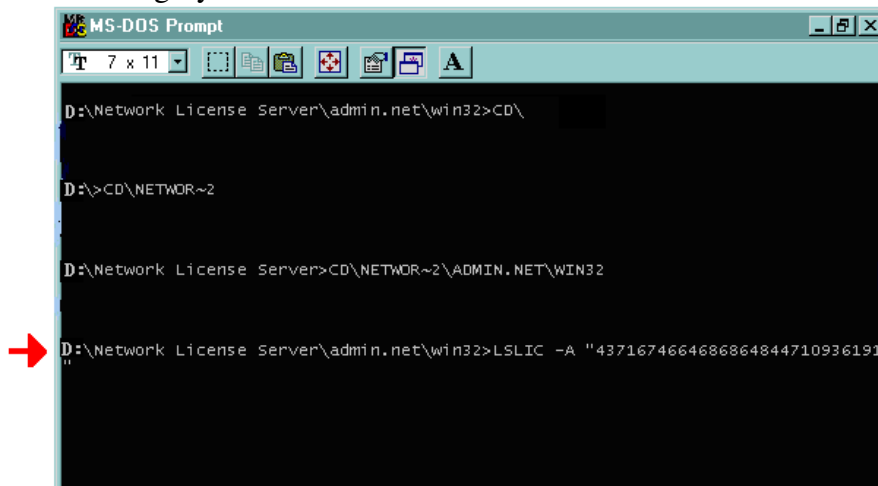 MS-DOS Prompt
7 x 11
A
D:\Network License Server\admin.net\win32>CD\
D:\>CD\NETWOR~2
D:\Network License Server>CD\NETWOR~2\ADMIN.NET\WIN32
D:\Network License Server\admin.net\win32>LSLIC -A "4371674664686864844710936191
"